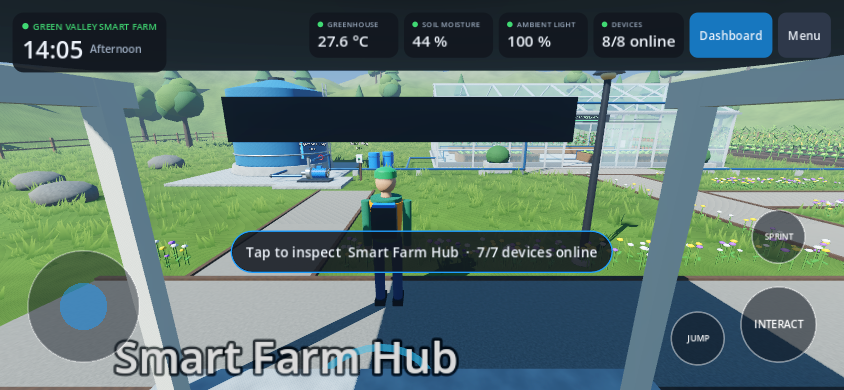 GREEN VALLEY SMART FARM
14:05 Afternoon
GREENHOUSE
27.6 °C
SOIL MOISTURE
44 %
AMBIENT LIGHT
100 %
DEVICES
8/8 online
Dashboard
Menu
Tap to inspect Smart Farm Hub · 7/7 devices online
SPRINT
INTERACT
JUMP
Smart Farm Hub